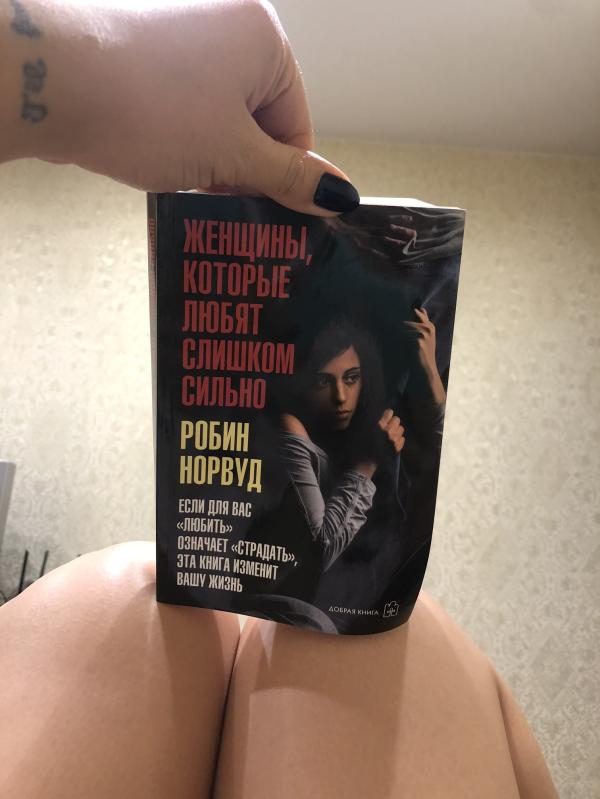 ЖЕНЩИНЫ,
КОТОРЫЕ
ЛЮБЯТ
СЛИШКОМ
СИЛЬНО
РОБИН
НОРВУД
ЕСЛИ ДЛЯ ВАС
«ЛЮБИТЬ»
ОЗНАЧАЕТ «СТРАДАТЬ»,
ЭТА КНИГА ИЗМЕНИТ
ВАШУ ЖИЗНЬ
ДОБРАЯ КНИГА